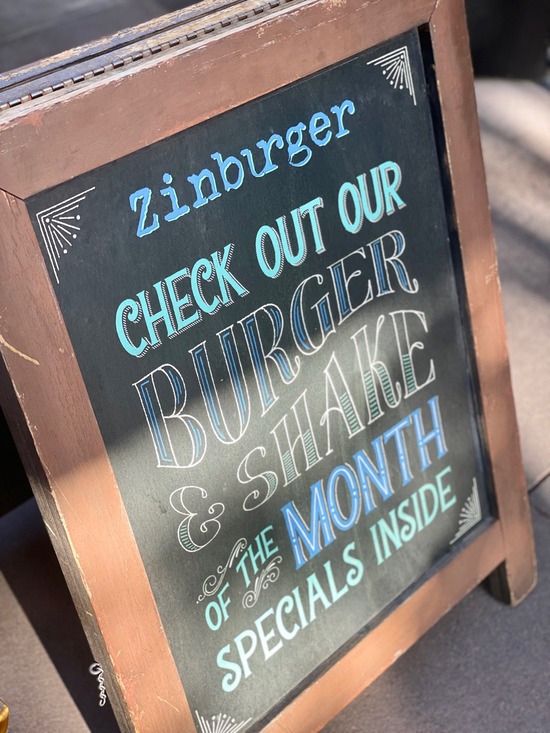 Zinburger
CHECK OUT OUR
BURGER
& SHAKE
OF THE MONTH
SPECIALS INSIDE